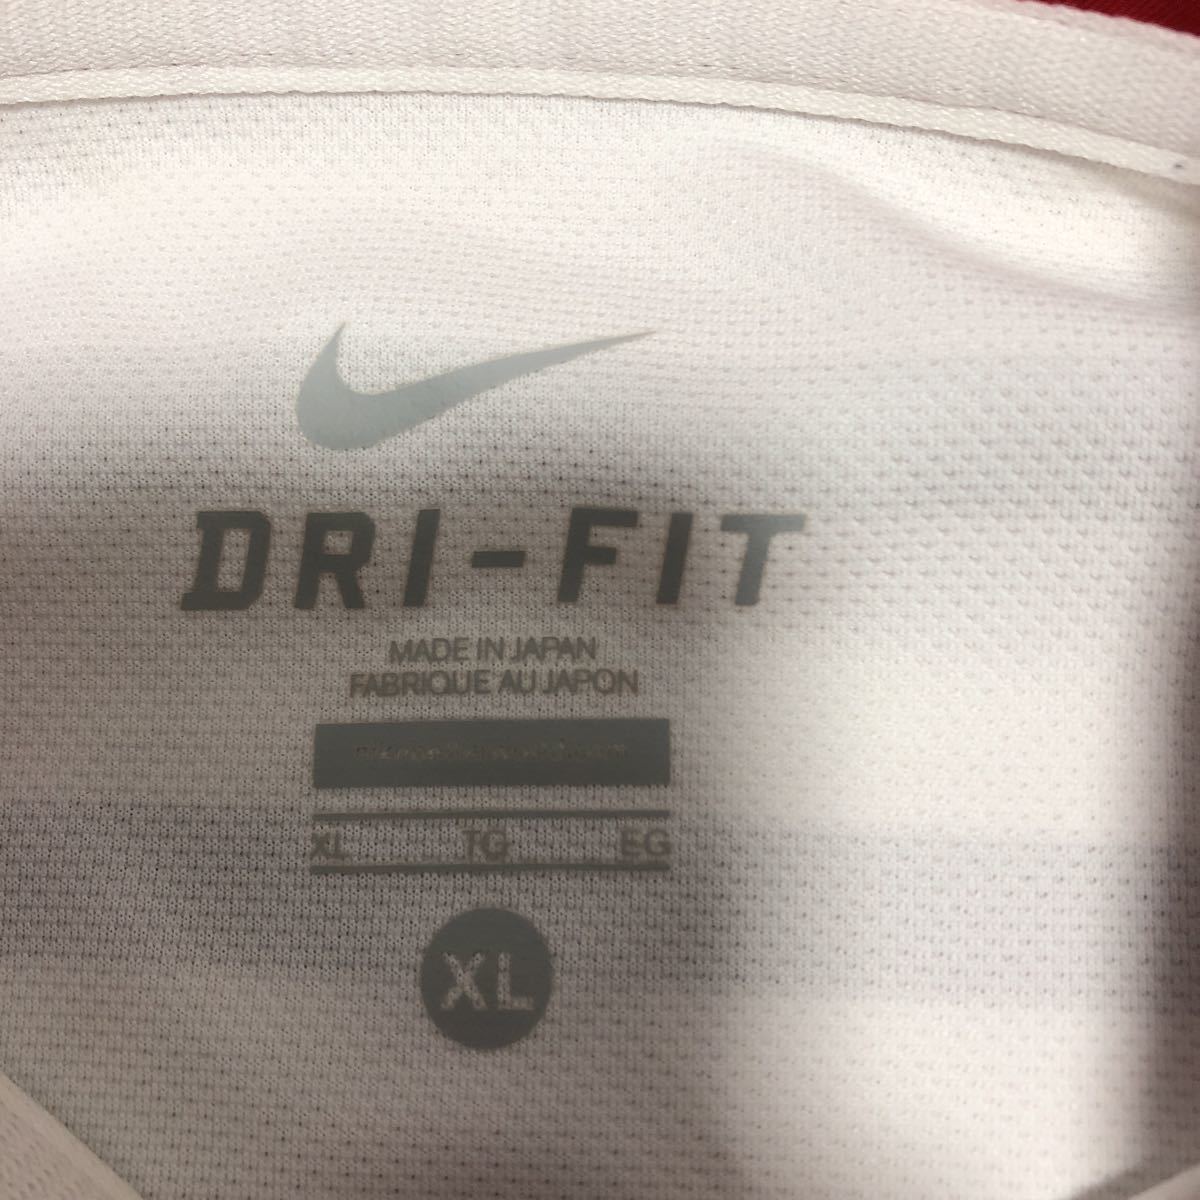 DRI-FIT
MADE IN JAPAN
FABRIQUE AU JAPON
XL TG EG
XL